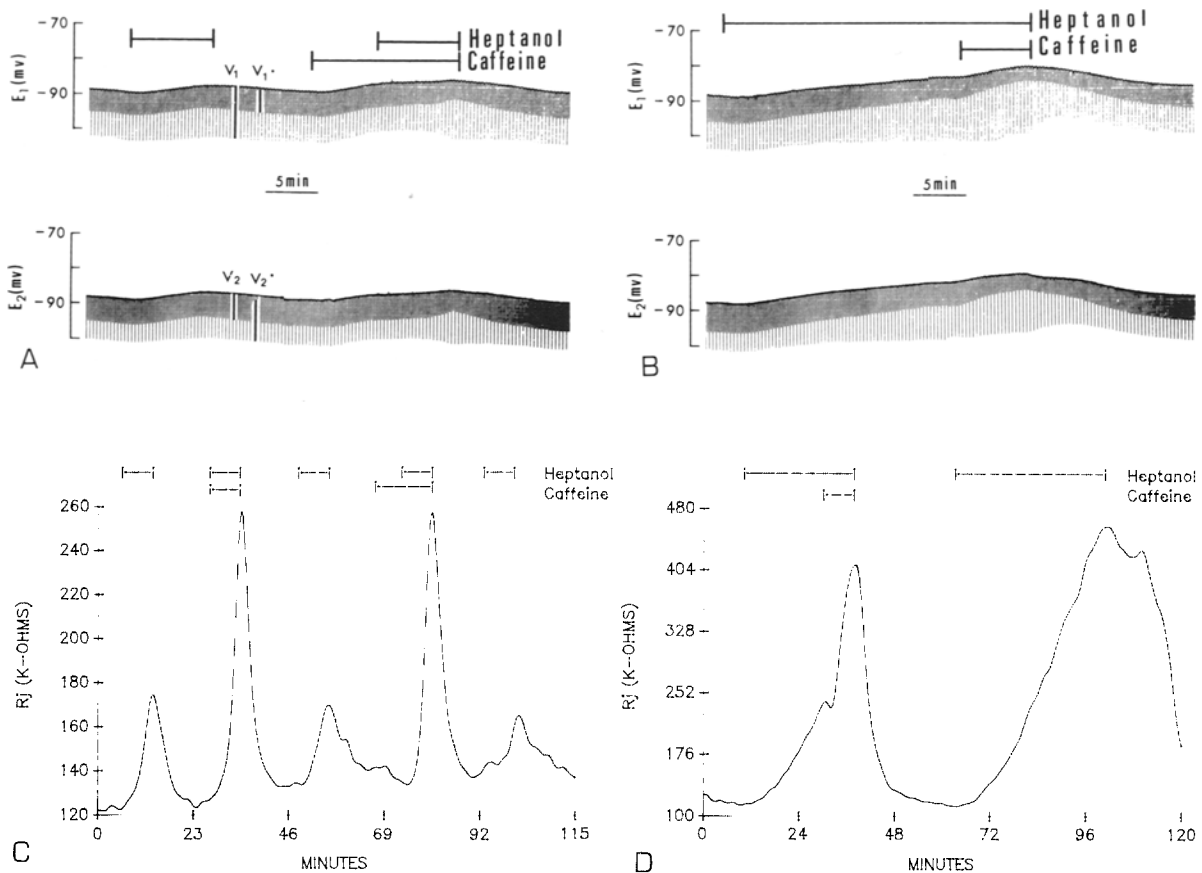 -70
-90
E1(mv)
Heptanol
Caffeine
V1 V1*
5min
-70
-90
E2(mv)
V2 V2*
A
-70
-90
E1(mv)
Heptanol
Caffeine
5min
-70
-90
E2(mv)
B
Heptanol
Caffeine
260
240
220
200
180
160
140
120
Rj (K-OHMS)
0 23 46 69 92 115
MINUTES
C
Heptanol
Caffeine
480
404
328
252
176
100
Rj (K-OHMS)
0 24 48 72 96 120
MINUTES
D